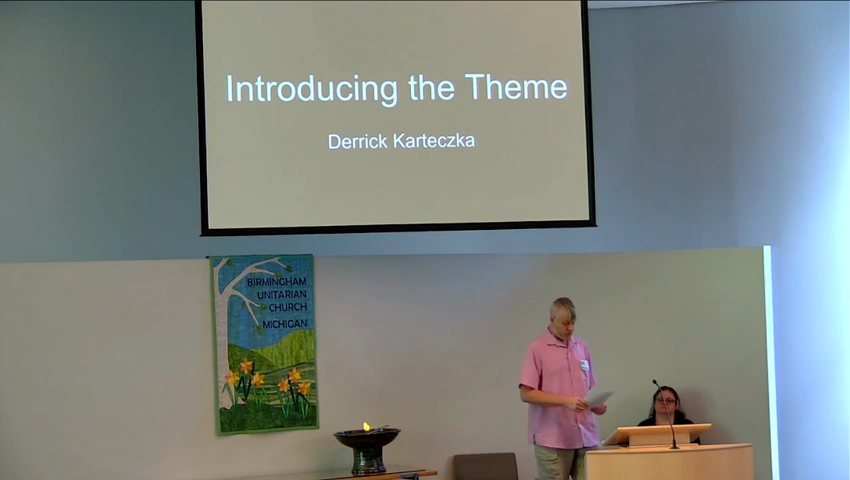 Introducing the Theme
Derrick Karteczka
BIRMINGHAM
UNITARIAN
CHURCH
MICHIGAN